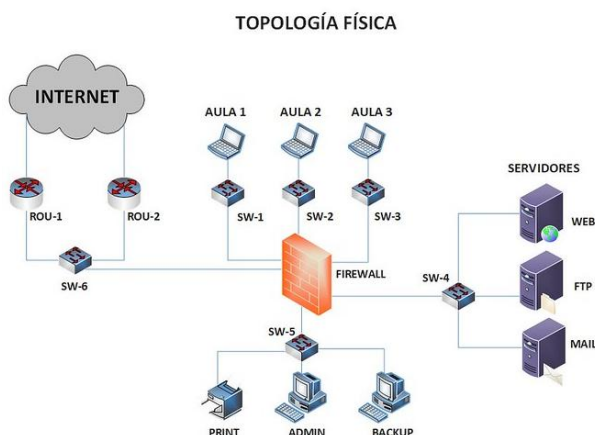 TOPOLOGÍA FÍSICA
INTERNET
AULA 1
AULA 2
AULA 3
SERVIDORES
ROU-1
ROU-2
SW-1
SW-2
SW-3
WEB
SW-6
FIREWALL
SW-4
FTP
SW-5
MAIL
PRINT
ADMIN
BACKUP